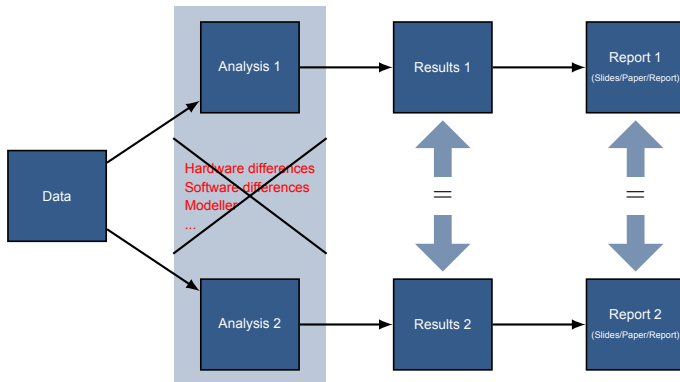 Analysis 1
Results 1
Report 1
(Slides/Paper/Report)
Data
Hardware differences
Software differences
Modeller
...
=
=
Analysis 2
Results 2
Report 2
(Slides/Paper/Report)